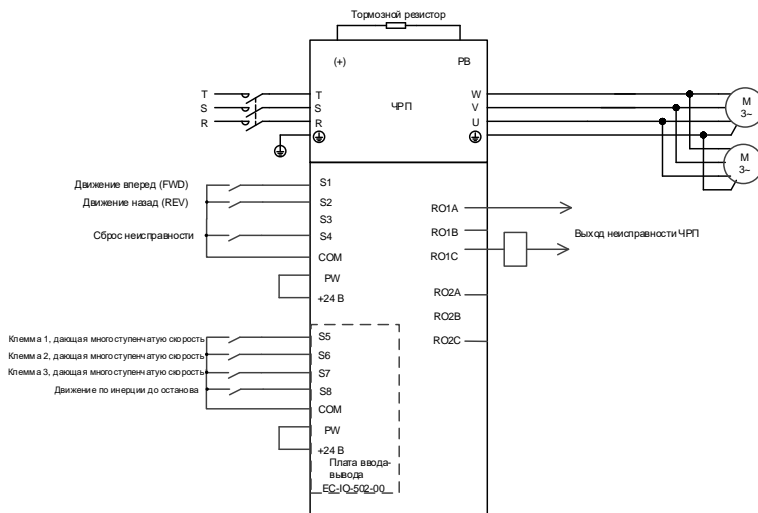 Тормозной резистор
(+)
PB
ЧРП
T
S
R
T
S
R
W
V
U
M
3~
M
3~
Движение вперед (FWD)
Движение назад (REV)
Сброс неисправности
S1
S2
S3
S4
COM
PW
+24 В
RO1A
RO1B
RO1C
RO2A
RO2B
RO2C
Выход неисправности ЧРП
Клемма 1, дающая многоступенчатую скорость
Клемма 2, дающая многоступенчатую скорость
Клемма 3, дающая многоступенчатую скорость
Движение по инерции до останова
S5
S6
S7
S8
COM
PW
+24 В
Плата ввода-
вывода
EC-IO-502-00